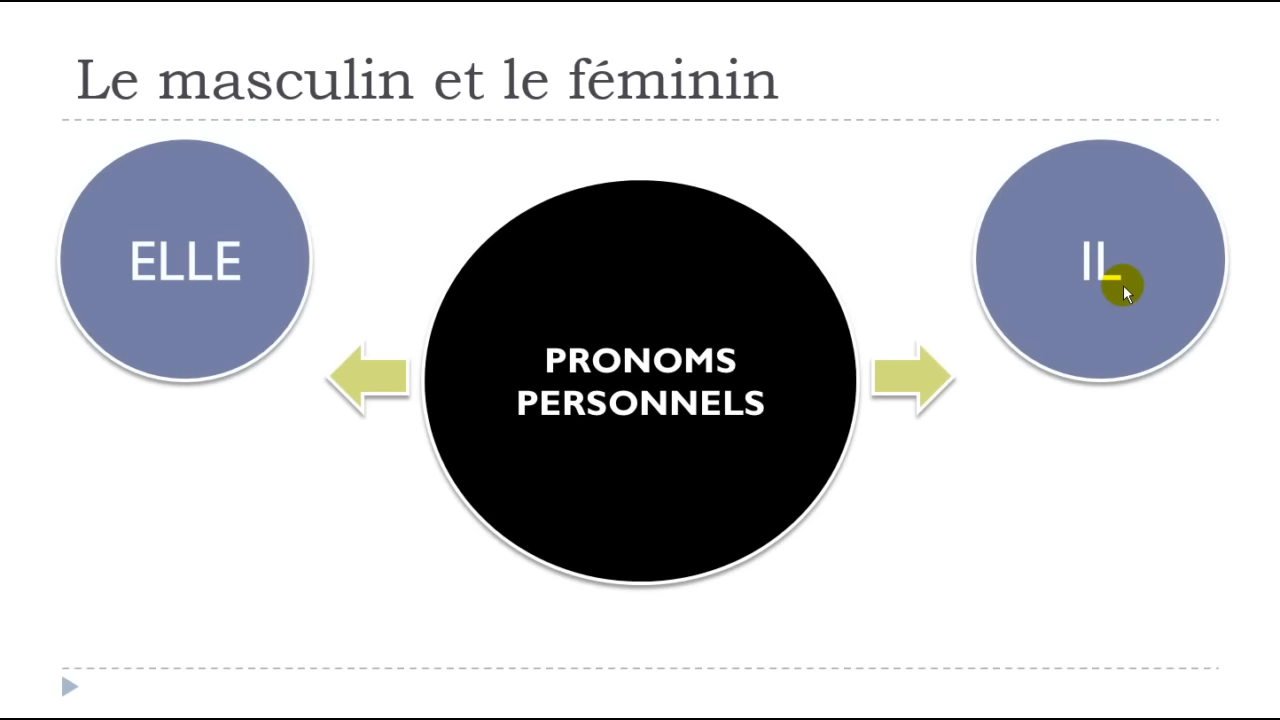 Le masculin et le féminin
ELLE
PRONOMS
PERSONNELS
IL